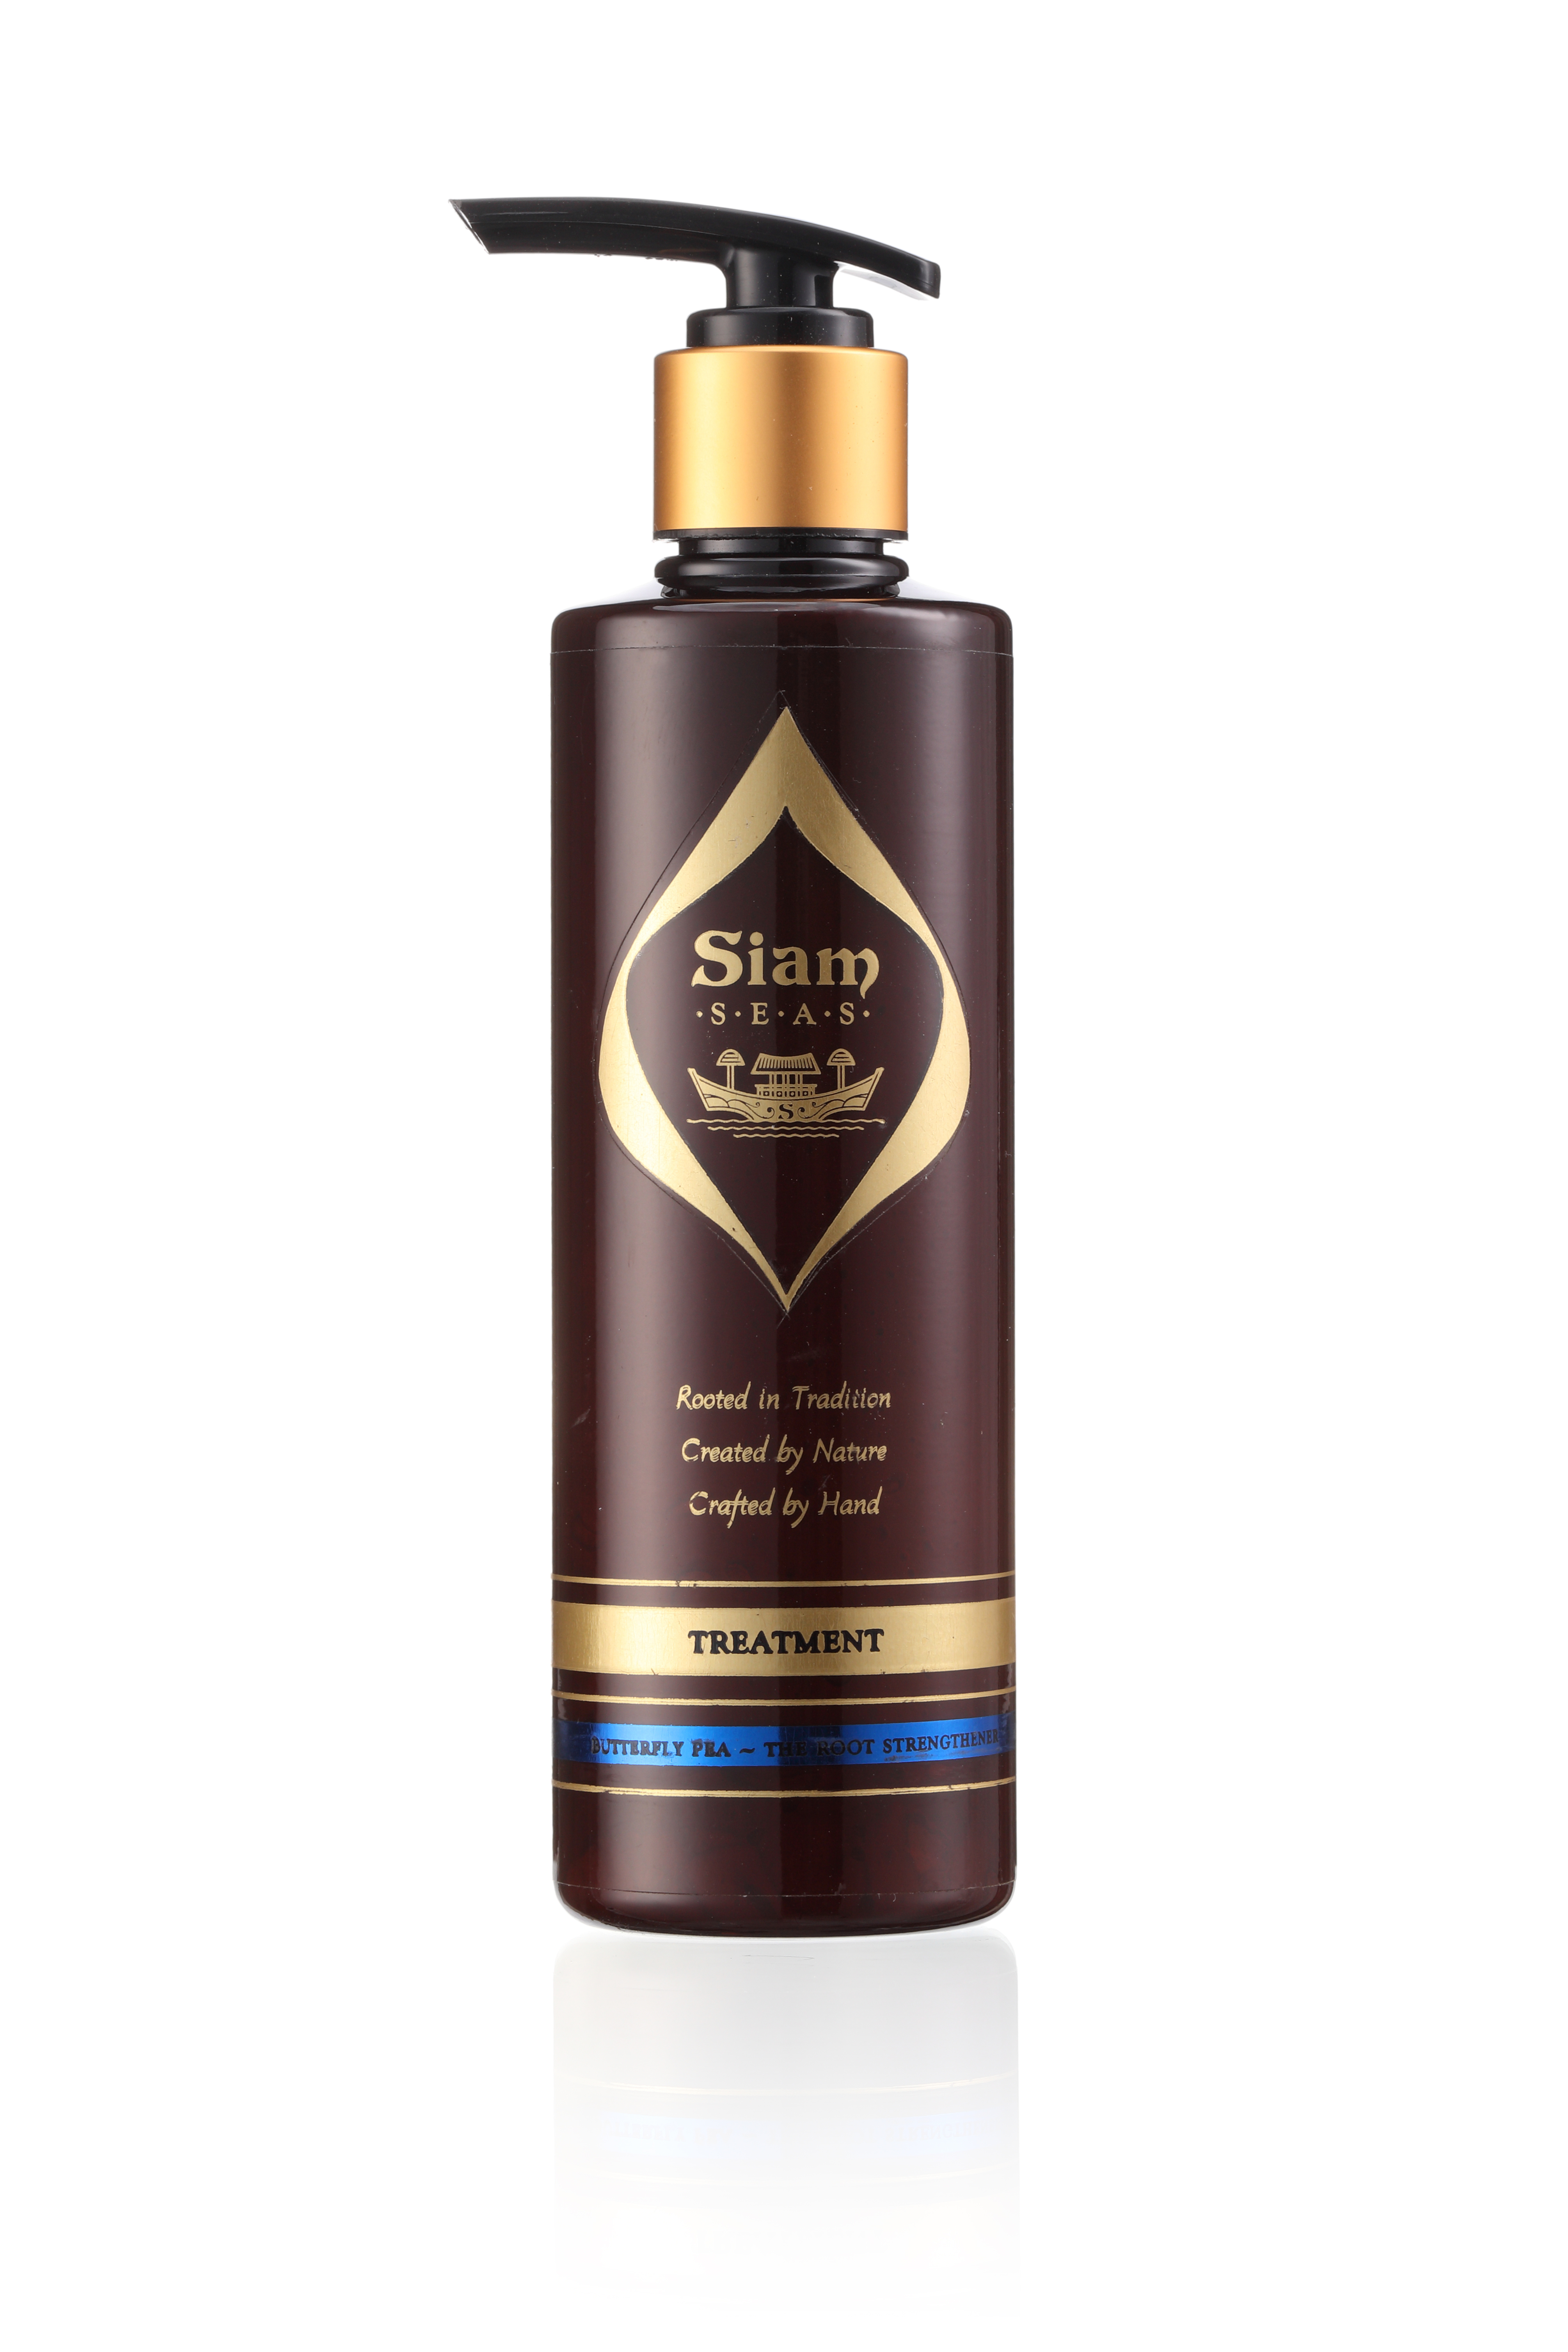 Siam
·S·E·A·S·
S
Rooted in Tradition
Created by Nature
Crafted by Hand
TREATMENT
BUTTERFLY PEA ~ THE ROOT STRENGTHENER